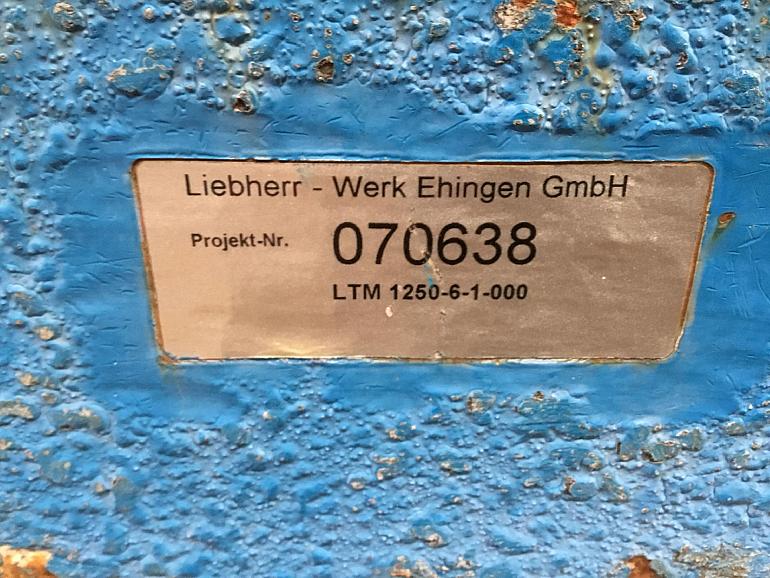 Liebherr - Werk Ehingen GmbH
Projekt-Nr. 070638
LTM 1250-6-1-000